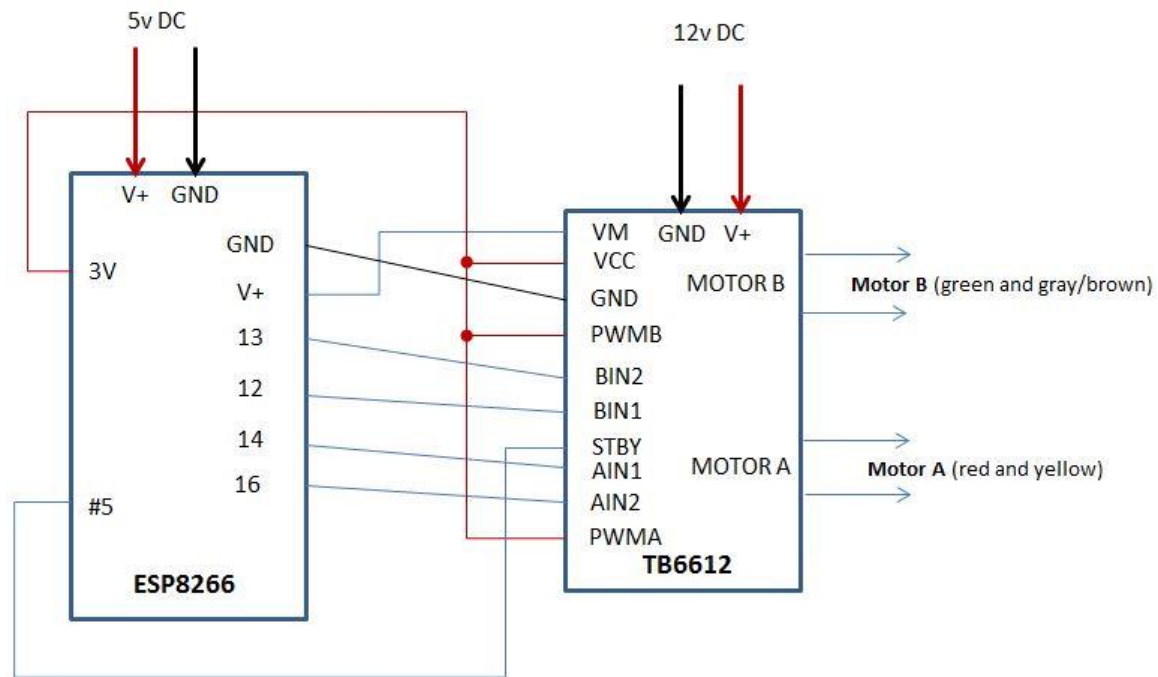 5v DC
12v DC
V+ GND
3V
GND
V+
13
12
14
16
#5
ESP8266
VM GND V+
VCC
GND
PWMB
BIN2
BIN1
STBY
AIN1
AIN2
PWMA
MOTOR B
MOTOR A
TB6612
Motor B (green and gray/brown)
Motor A (red and yellow)